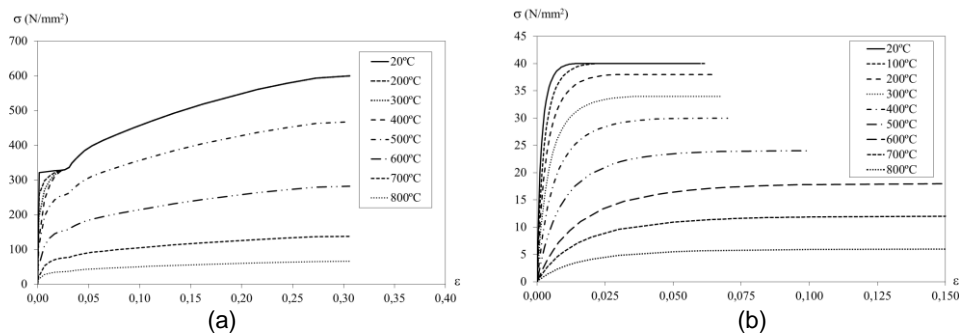 σ (N/mm²)
700
600
500
400
300
200
100
0
0,00
0,05
0,10
0,15
0,20
0,25
0,30
0,35
0,40
ε
20ºC
200ºC
300ºC
400ºC
500ºC
600ºC
700ºC
800ºC
(a)
σ (N/mm²)
45
40
35
30
25
20
15
10
5
0
0,000
0,025
0,050
0,075
0,100
0,125
0,150
ε
20ºC
100ºC
200ºC
300ºC
400ºC
500ºC
600ºC
700ºC
800ºC
(b)